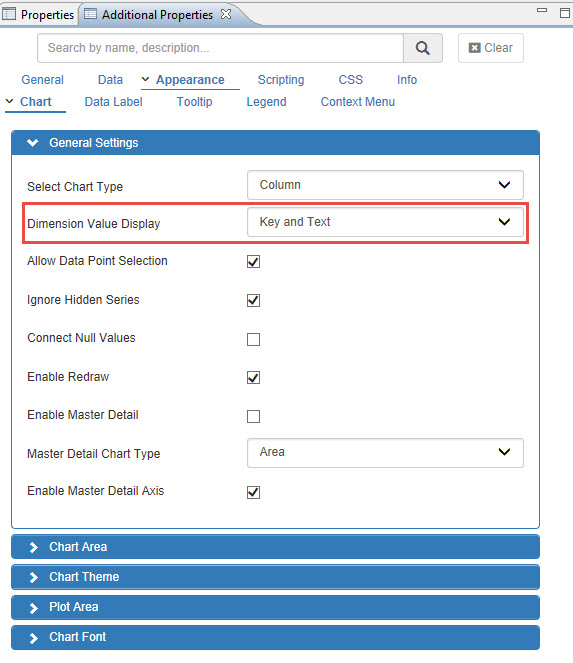 Properties Additional Properties
Search by name, description... Clear
General Data Appearance Scripting CSS Info
Chart Data Label Tooltip Legend Context Menu
General Settings
Select Chart Type Column
Dimension Value Display Key and Text
Allow Data Point Selection
Ignore Hidden Series
Connect Null Values
Enable Redraw
Enable Master Detail
Master Detail Chart Type Area
Enable Master Detail Axis
Chart Area
Chart Theme
Plot Area
Chart Font